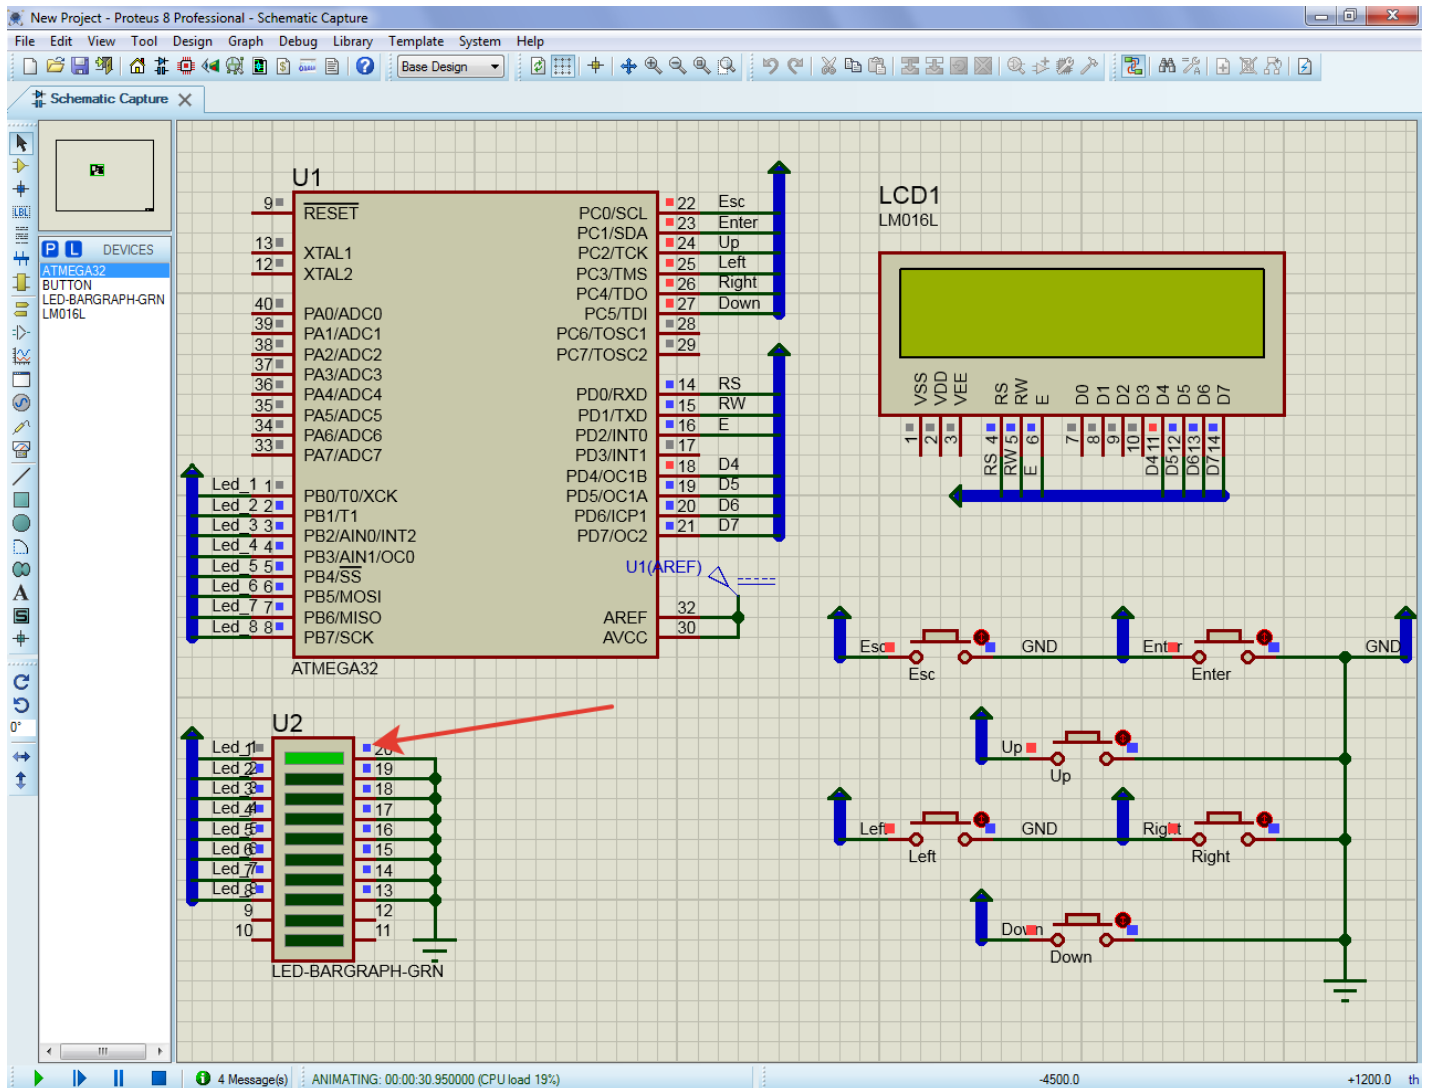 New Project - Proteus 8 Professional - Schematic Capture
File Edit View Tool Design Graph Debug Library Template System Help
Base Design
Schematic Capture
LBL
P L DEVICES
ATMEGA32
BUTTON
LED-BARGRAPH-GRN
LM016L
A
S
0°
U1
9 RESET
13 XTAL1
12 XTAL2
40 PA0/ADC0
39 PA1/ADC1
38 PA2/ADC2
37 PA3/ADC3
36 PA4/ADC4
35 PA5/ADC5
34 PA6/ADC6
33 PA7/ADC7
Led_1 1 PB0/T0/XCK
Led_2 2 PB1/T1
Led_3 3 PB2/AIN0/INT2
Led_4 4 PB3/AIN1/OC0
Led_5 5 PB4/SS
Led_6 6 PB5/MOSI
Led_7 7 PB6/MISO
Led_8 8 PB7/SCK
PC0/SCL 22 Esc
PC1/SDA 23 Enter
PC2/TCK 24 Up
PC3/TMS 25 Left
PC4/TDO 26 Right
PC5/TDI 27 Down
PC6/TOSC1 28
PC7/TOSC2 29
PD0/RXD 14 RS
PD1/TXD 15 RW
PD2/INT0 16 E
PD3/INT1 17
PD4/OC1B 18 D4
PD5/OC1A 19 D5
PD6/ICP1 20 D6
PD7/OC2 21 D7
U1(AREF)
AREF 32
AVCC 30
ATMEGA32
LCD1
LM016L
VSS VDD VEE RS RW E D0 D1 D2 D3 D4 D5 D6 D7
1 2 3 4 5 6 7 8 9 10 11 12 13 14
RS RW E D4 D5 D6 D7
Esc GND Enter GND
Esc Enter
Up
Up
Left GND Right
Left Right
Down
Down
U2
Led_1 1 20
Led_2 2 19
Led_3 3 18
Led_4 4 17
Led_5 5 16
Led_6 6 15
Led_7 7 14
Led_8 8 13
9 12
10 11
LED-BARGRAPH-GRN
4 Message(s) ANIMATING: 00:00:30.950000 (CPU load 19%) -4500.0 +1200.0 th